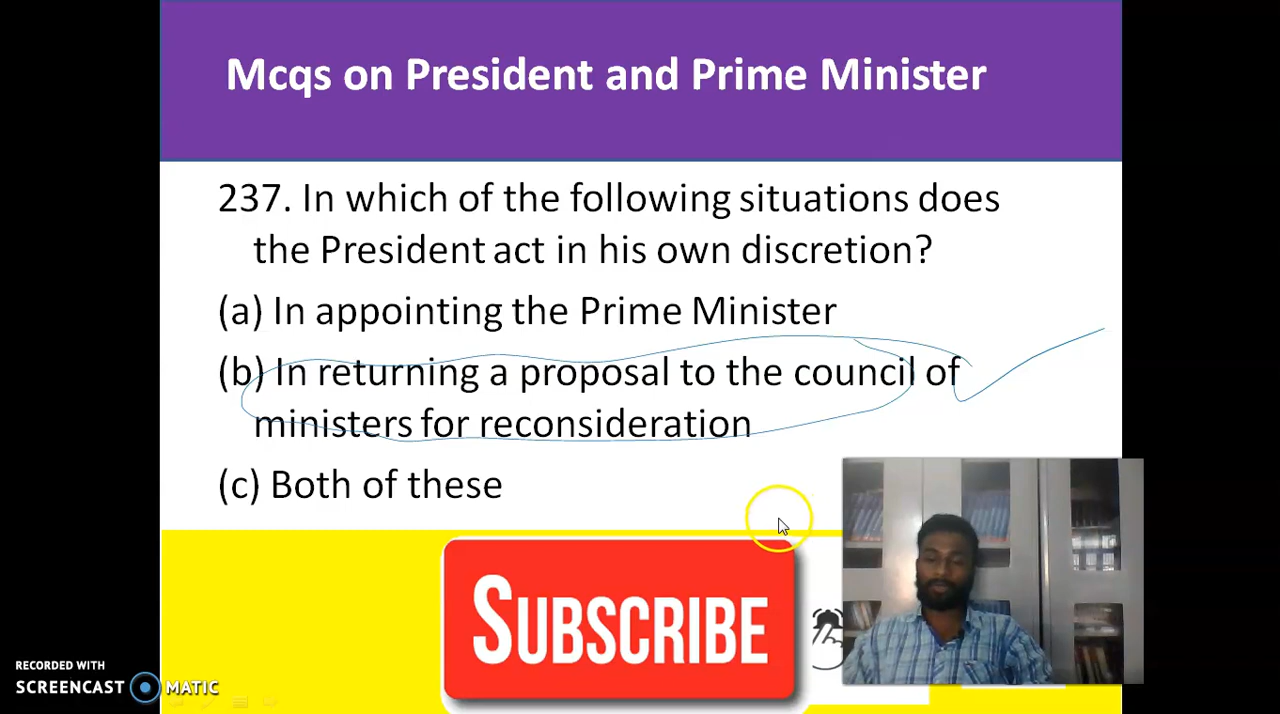 Mcqs on President and Prime Minister
237. In which of the following situations does
the President act in his own discretion?
(a) In appointing the Prime Minister
(b) In returning a proposal to the council of
ministers for reconsideration
(c) Both of these
SUBSCRIBE
RECORDED WITH
SCREENCAST MATIC